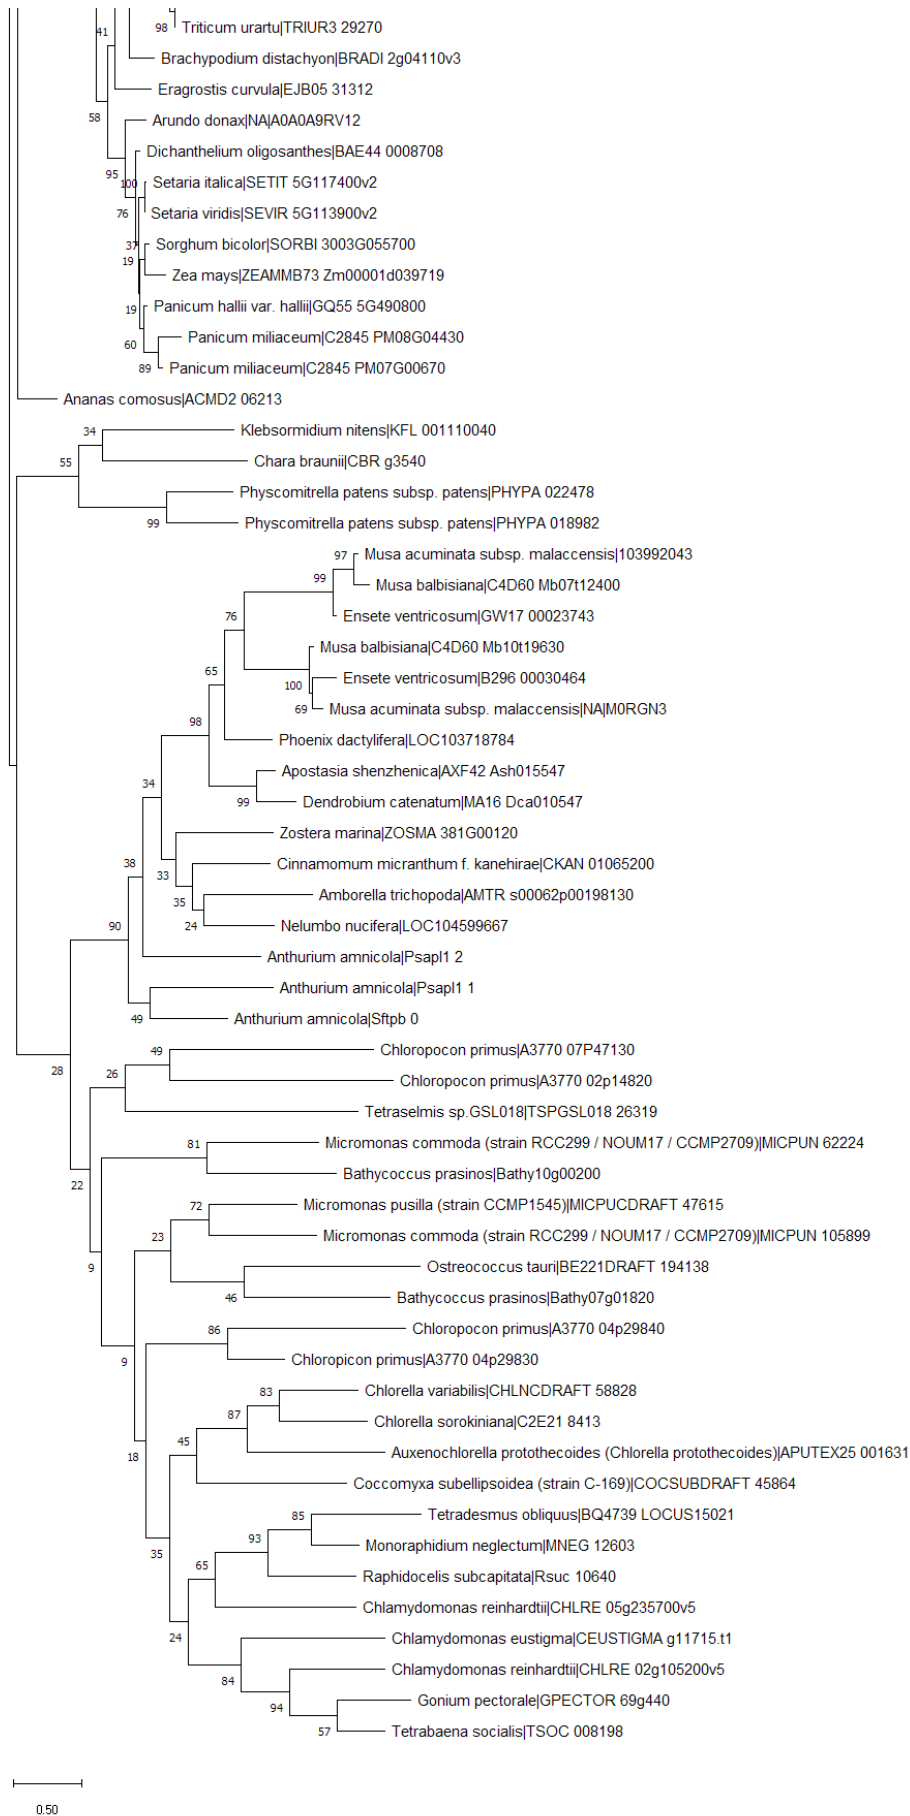 98 Triticum urartu|TRIUR3 29270
41
Brachypodium distachyon|BRADI 2g04110v3
Eragrostis curvula|EJB05 31312
58 Arundo donax|NA|A0A0A9RV12
Dichanthelium oligosanthes|BAE44 0008708
95
100 Setaria italica|SETIT 5G117400v2
76 Setaria viridis|SEVIR 5G113900v2
37 Sorghum bicolor|SORBI 3003G055700
19
Zea mays|ZEAMMB73 Zm00001d039719
19 Panicum hallii var. hallii|GQ55 5G490800
Panicum miliaceum|C2845 PM08G04430
60
89 Panicum miliaceum|C2845 PM07G00670
Ananas comosus|ACMD2 06213
34 Klebsormidium nitens|KFL 001110040
55 Chara braunii|CBR g3540
Physcomitrella patens subsp. patens|PHYPA 022478
99 Physcomitrella patens subsp. patens|PHYPA 018982
97 Musa acuminata subsp. malaccensis|103992043
99 Musa balbisiana|C4D60 Mb07t12400
76 Ensete ventricosum|GW17 00023743
Musa balbisiana|C4D60 Mb10t19630
65
100 Ensete ventricosum|B296 00030464
69 Musa acuminata subsp. malaccensis|NA|M0RGN3
98
Phoenix dactylifera|LOC103718784
Apostasia shenzhenica|AXF42 Ash015547
34
99 Dendrobium catenatum|MA16 Dca010547
Zostera marina|ZOSMA 381G00120
38 Cinnamomum micranthum f. kanehirae|CKAN 01065200
33
Amborella trichopoda|AMTR s00062p00198130
35
90 24 Nelumbo nucifera|LOC104599667
Anthurium amnicola|Psapl1 2
Anthurium amnicola|Psapl1 1
49 Anthurium amnicola|Sftpb 0
49 Chloropocon primus|A3770 07P47130
28 26 Chloropocon primus|A3770 02p14820
Tetraselmis sp.GSL018|TSPGSL018 26319
81 Micromonas commoda (strain RCC299 / NOUM17 / CCMP2709)|MICPUN 62224
22 Bathycoccus prasinos|Bathy10g00200
72 Micromonas pusilla (strain CCMP1545)|MICPUCDRAFT 47615
23 Micromonas commoda (strain RCC299 / NOUM17 / CCMP2709)|MICPUN 105899
9 Ostreococcus tauri|BE221DRAFT 194138
46 Bathycoccus prasinos|Bathy07g01820
86 Chloropocon primus|A3770 04p29840
9 Chloropicon primus|A3770 04p29830
83 Chlorella variabilis|CHLNCDRAFT 58828
87 Chlorella sorokiniana|C2E21 8413
45 Auxenochlorella protothecoides (Chlorella protothecoides)|APUTEX25 001631
18 Coccomyxa subellipsoidea (strain C-169)|COCSUBDRAFT 45864
85 Tetradesmus obliquus|BQ4739 LOCUS15021
93 Monoraphidium neglectum|MNEG 12603
35
65 Raphidocelis subcapitata|Rsuc 10640
Chlamydomonas reinhardtii|CHLRE 05g235700v5
24 Chlamydomonas eustigma|CEUSTIGMA g11715.t1
84 Chlamydomonas reinhardtii|CHLRE 02g105200v5
94 Gonium pectorale|GPECTOR 69g440
57 Tetrabaena socialis|TSOC 008198
0.50